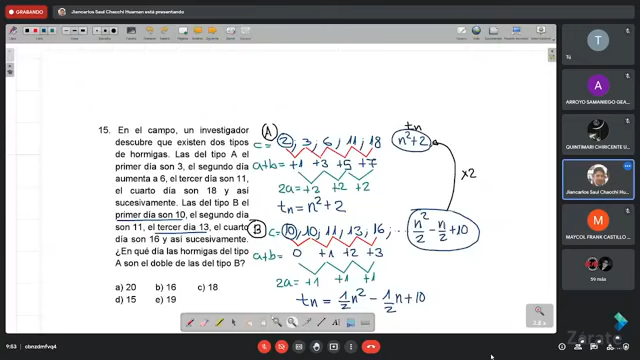 GRABANDO
Jiancarlos Saul Chacchi Huaman está presentando
15. En el campo, un investigador
descubre que existen dos tipos
de hormigas. Las del tipo A el
primer día son 3, el segundo día
aumenta a 6, el tercer día son 11,
el cuarto día son 18 y así
sucesivamente. Las del tipo B el
primer día son 10, el segundo día
son 11, el tercer día 13, el cuarto
día son 16 y así sucesivamente.
¿En qué día las hormigas del tipo
A son el doble de las del tipo B?
a) 20 b) 16 c) 18
d) 15 e) 19
A
c = 2, 3, 6, 11, 18
a+b = +1 +3 +5 +7
2a = +2 +2 +2
tn = n²+2
tn
n²+2
x2
B
c = 10, 10, 11, 13, 16, ...
n²/2 - n/2 + 10
a+b = 0 +1 +2 +3
2a = +1 +1 +1
tn = 1/2 n² - 1/2 n + 10
T
Tú
A
ARROYO SAMANIEGO GARY
Q
QUINTIMARI CHIRICENTE U
Jiancarlos Saul Chacchi Hua
M
MAYCOL FRANK CASTILLO
59 más
9:53
cbnzdmfvq4
Zárate